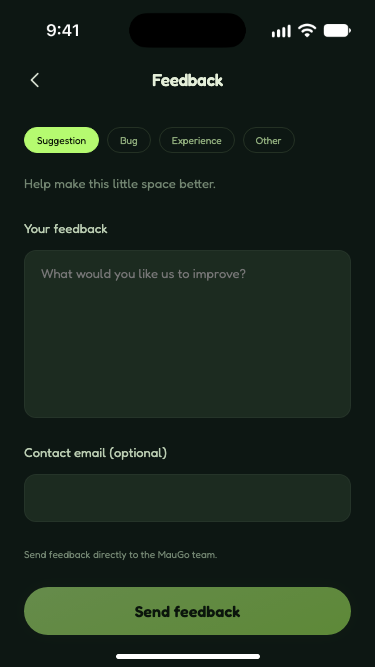 9:41
Feedback
Suggestion Bug Experience Other
Help make this little space better.
Your feedback
What would you like us to improve?
Contact email (optional)
Send feedback directly to the MauGo team.
Send feedback